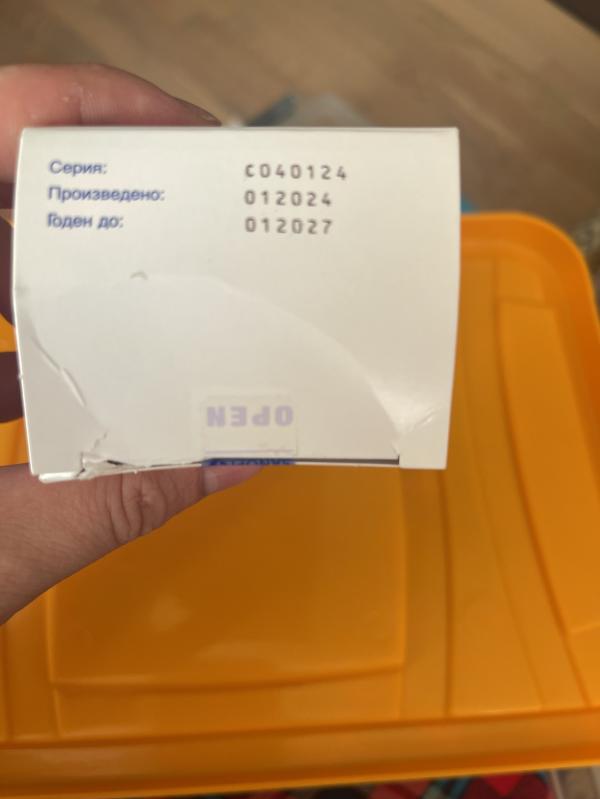 Серия: C040124
Произведено: 012024
Годен до: 012027
OPEN